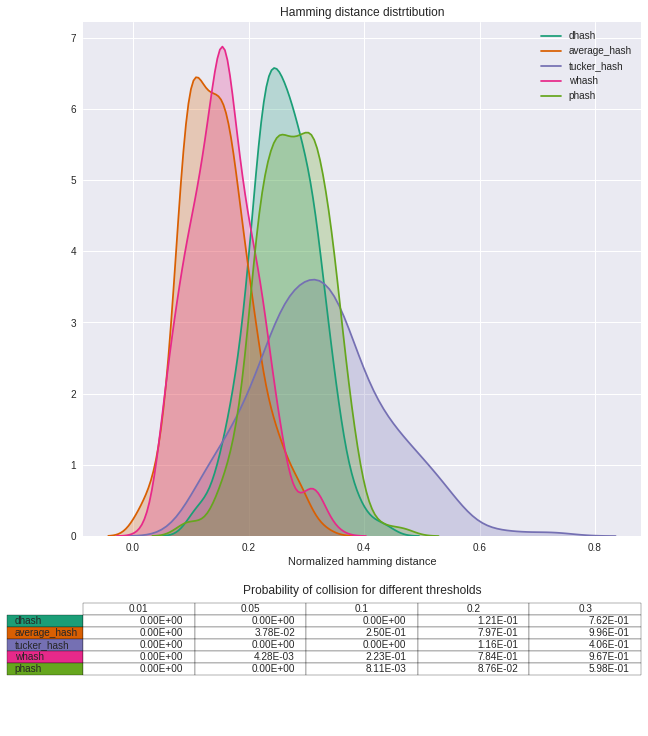 Hamming distance distrtibution
7
6
5
4
3
2
1
0
dhash
average_hash
tucker_hash
whash
phash
0.0 0.2 0.4 0.6 0.8
Normalized hamming distance
Probability of collision for different thresholds
0.01 0.05 0.1 0.2 0.3
dhash 0.00E+00 0.00E+00 0.00E+00 1.21E-01 7.62E-01
average_hash 0.00E+00 3.78E-02 2.50E-01 7.97E-01 9.96E-01
tucker_hash 0.00E+00 0.00E+00 0.00E+00 1.16E-01 4.06E-01
whash 0.00E+00 4.28E-03 2.23E-01 7.84E-01 9.67E-01
phash 0.00E+00 0.00E+00 8.11E-03 8.76E-02 5.98E-01